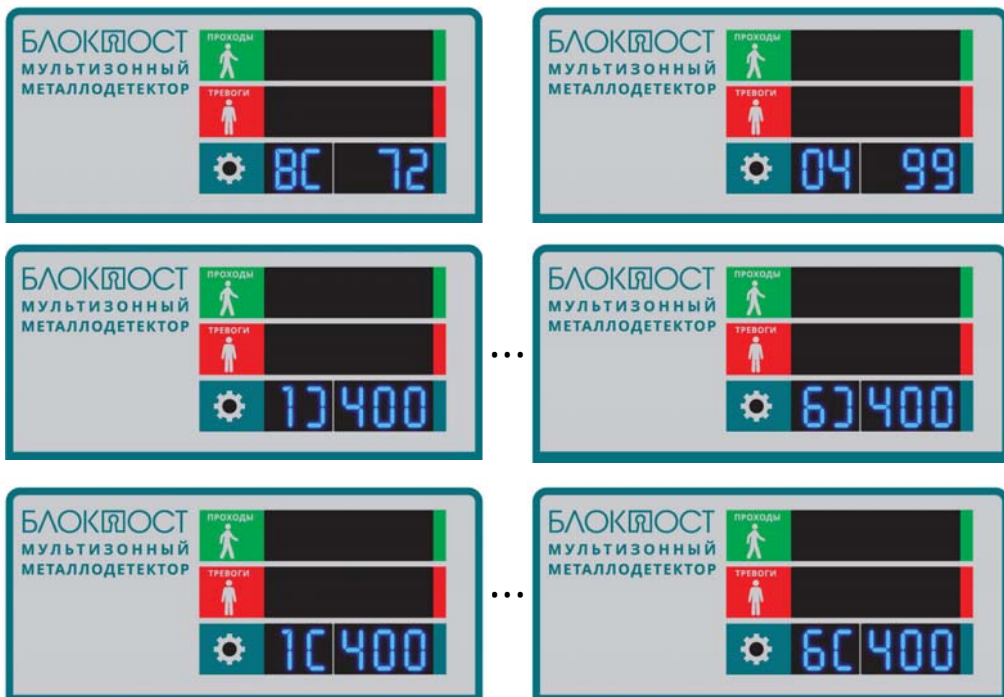 БЛОКПОСТ
МУЛЬТИЗОННЫЙ
МЕТАЛЛОДЕТЕКТОР
ПРОХОДЫ
ТРЕВОГИ
8C 72
БЛОКПОСТ
МУЛЬТИЗОННЫЙ
МЕТАЛЛОДЕТЕКТОР
ПРОХОДЫ
ТРЕВОГИ
04 99
БЛОКПОСТ
МУЛЬТИЗОННЫЙ
МЕТАЛЛОДЕТЕКТОР
ПРОХОДЫ
ТРЕВОГИ
1Ɔ 400
...
БЛОКПОСТ
МУЛЬТИЗОННЫЙ
МЕТАЛЛОДЕТЕКТОР
ПРОХОДЫ
ТРЕВОГИ
6Ɔ 400
БЛОКПОСТ
МУЛЬТИЗОННЫЙ
МЕТАЛЛОДЕТЕКТОР
ПРОХОДЫ
ТРЕВОГИ
1C 400
...
БЛОКПОСТ
МУЛЬТИЗОННЫЙ
МЕТАЛЛОДЕТЕКТОР
ПРОХОДЫ
ТРЕВОГИ
6C 400